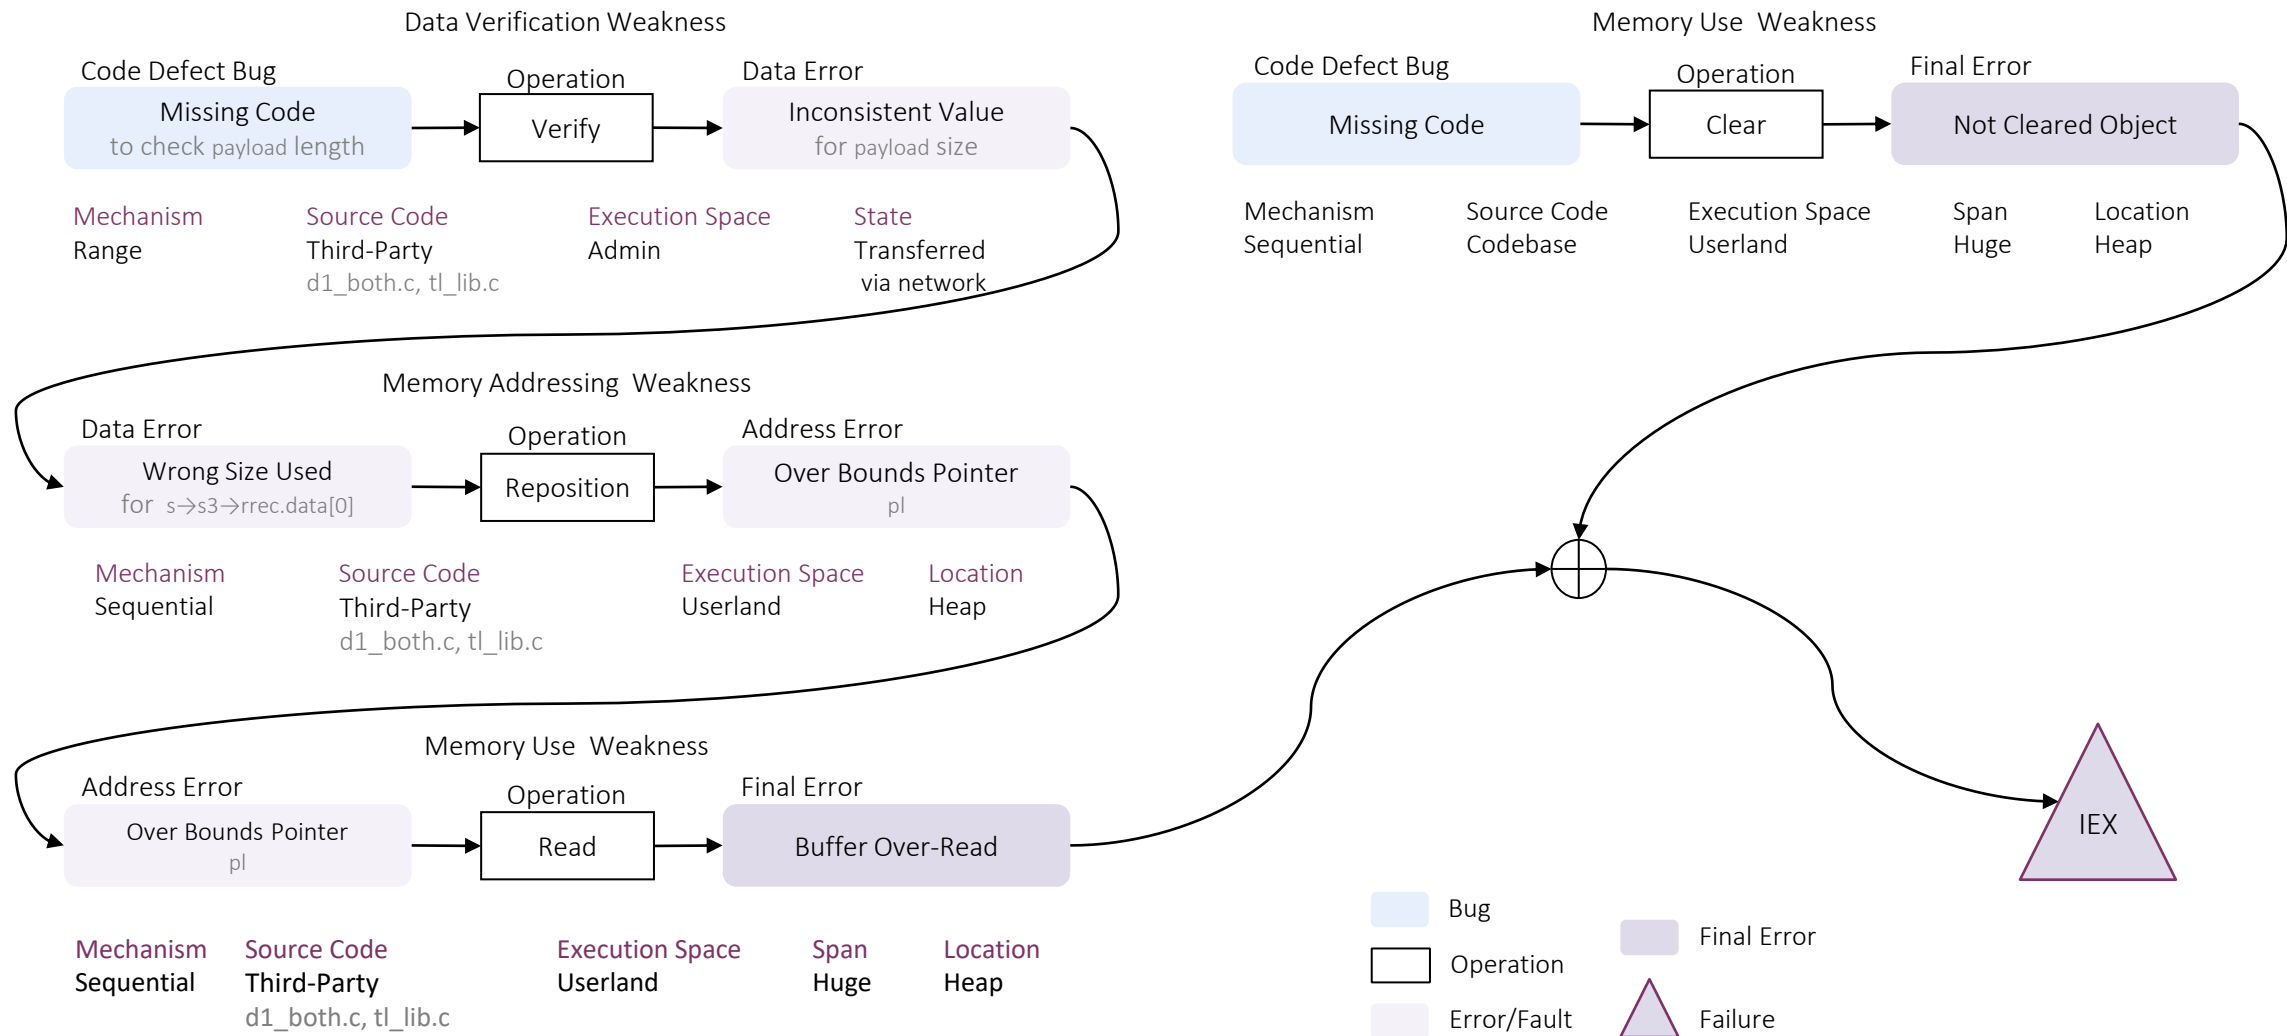 Data Verification Weakness
Code Defect Bug
Operation
Data Error
Missing Code
to check payload length
Verify
Inconsistent Value
for payload size
Mechanism
Source Code
Execution Space
State
Range
Third-Party
Admin
Transferred
d1_both.c, tl_lib.c
via network
Memory Addressing Weakness
Data Error
Operation
Address Error
Wrong Size Used
for s→s3→rrec.data[0]
Reposition
Over Bounds Pointer
pl
Mechanism
Source Code
Execution Space
Location
Sequential
Third-Party
Userland
Heap
d1_both.c, tl_lib.c
Memory Use Weakness
Address Error
Operation
Final Error
Over Bounds Pointer
pl
Read
Buffer Over-Read
Mechanism
Source Code
Execution Space
Span
Location
Sequential
Third-Party
Userland
Huge
Heap
d1_both.c, tl_lib.c
Memory Use Weakness
Code Defect Bug
Operation
Final Error
Missing Code
Clear
Not Cleared Object
Mechanism
Source Code
Execution Space
Span
Location
Sequential
Codebase
Userland
Huge
Heap
IEX
Bug
Operation
Error/Fault
Final Error
Failure